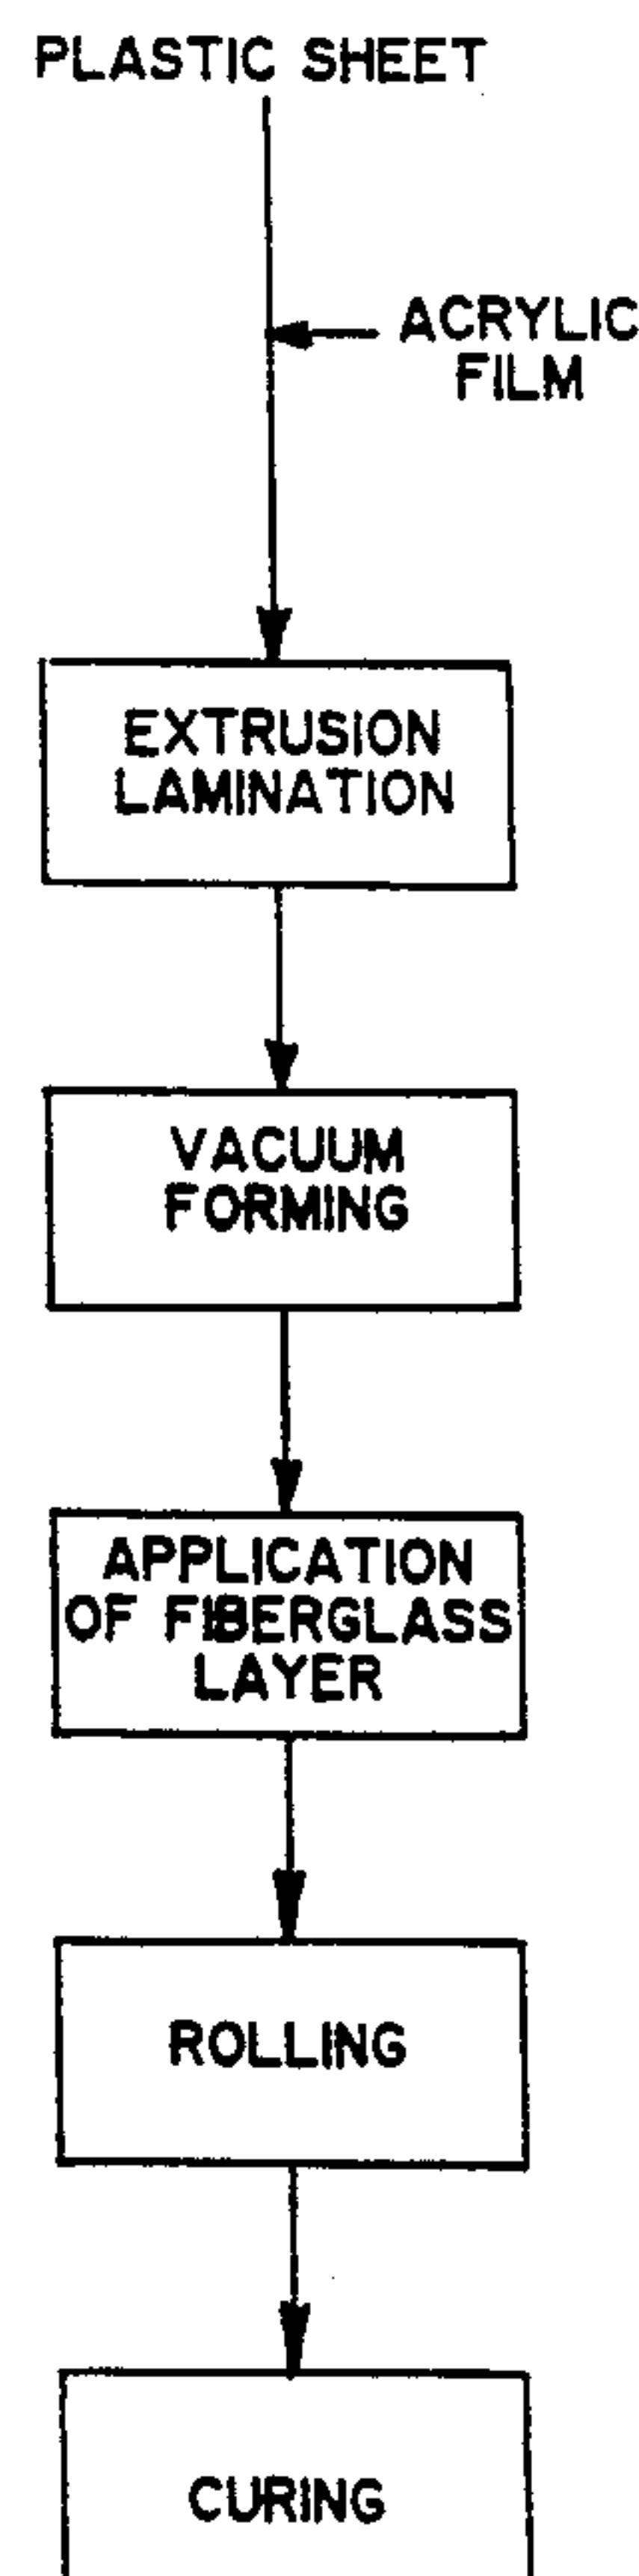 PLASTIC SHEET
ACRYLIC
FILM
EXTRUSION
LAMINATION
VACUUM
FORMING
APPLICATION
OF FIBERGLASS
LAYER
ROLLING
CURING